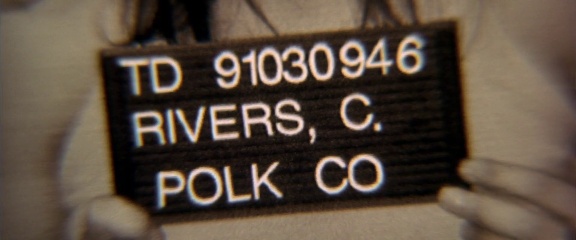 TD 91030946
RIVERS, C.
POLK CO